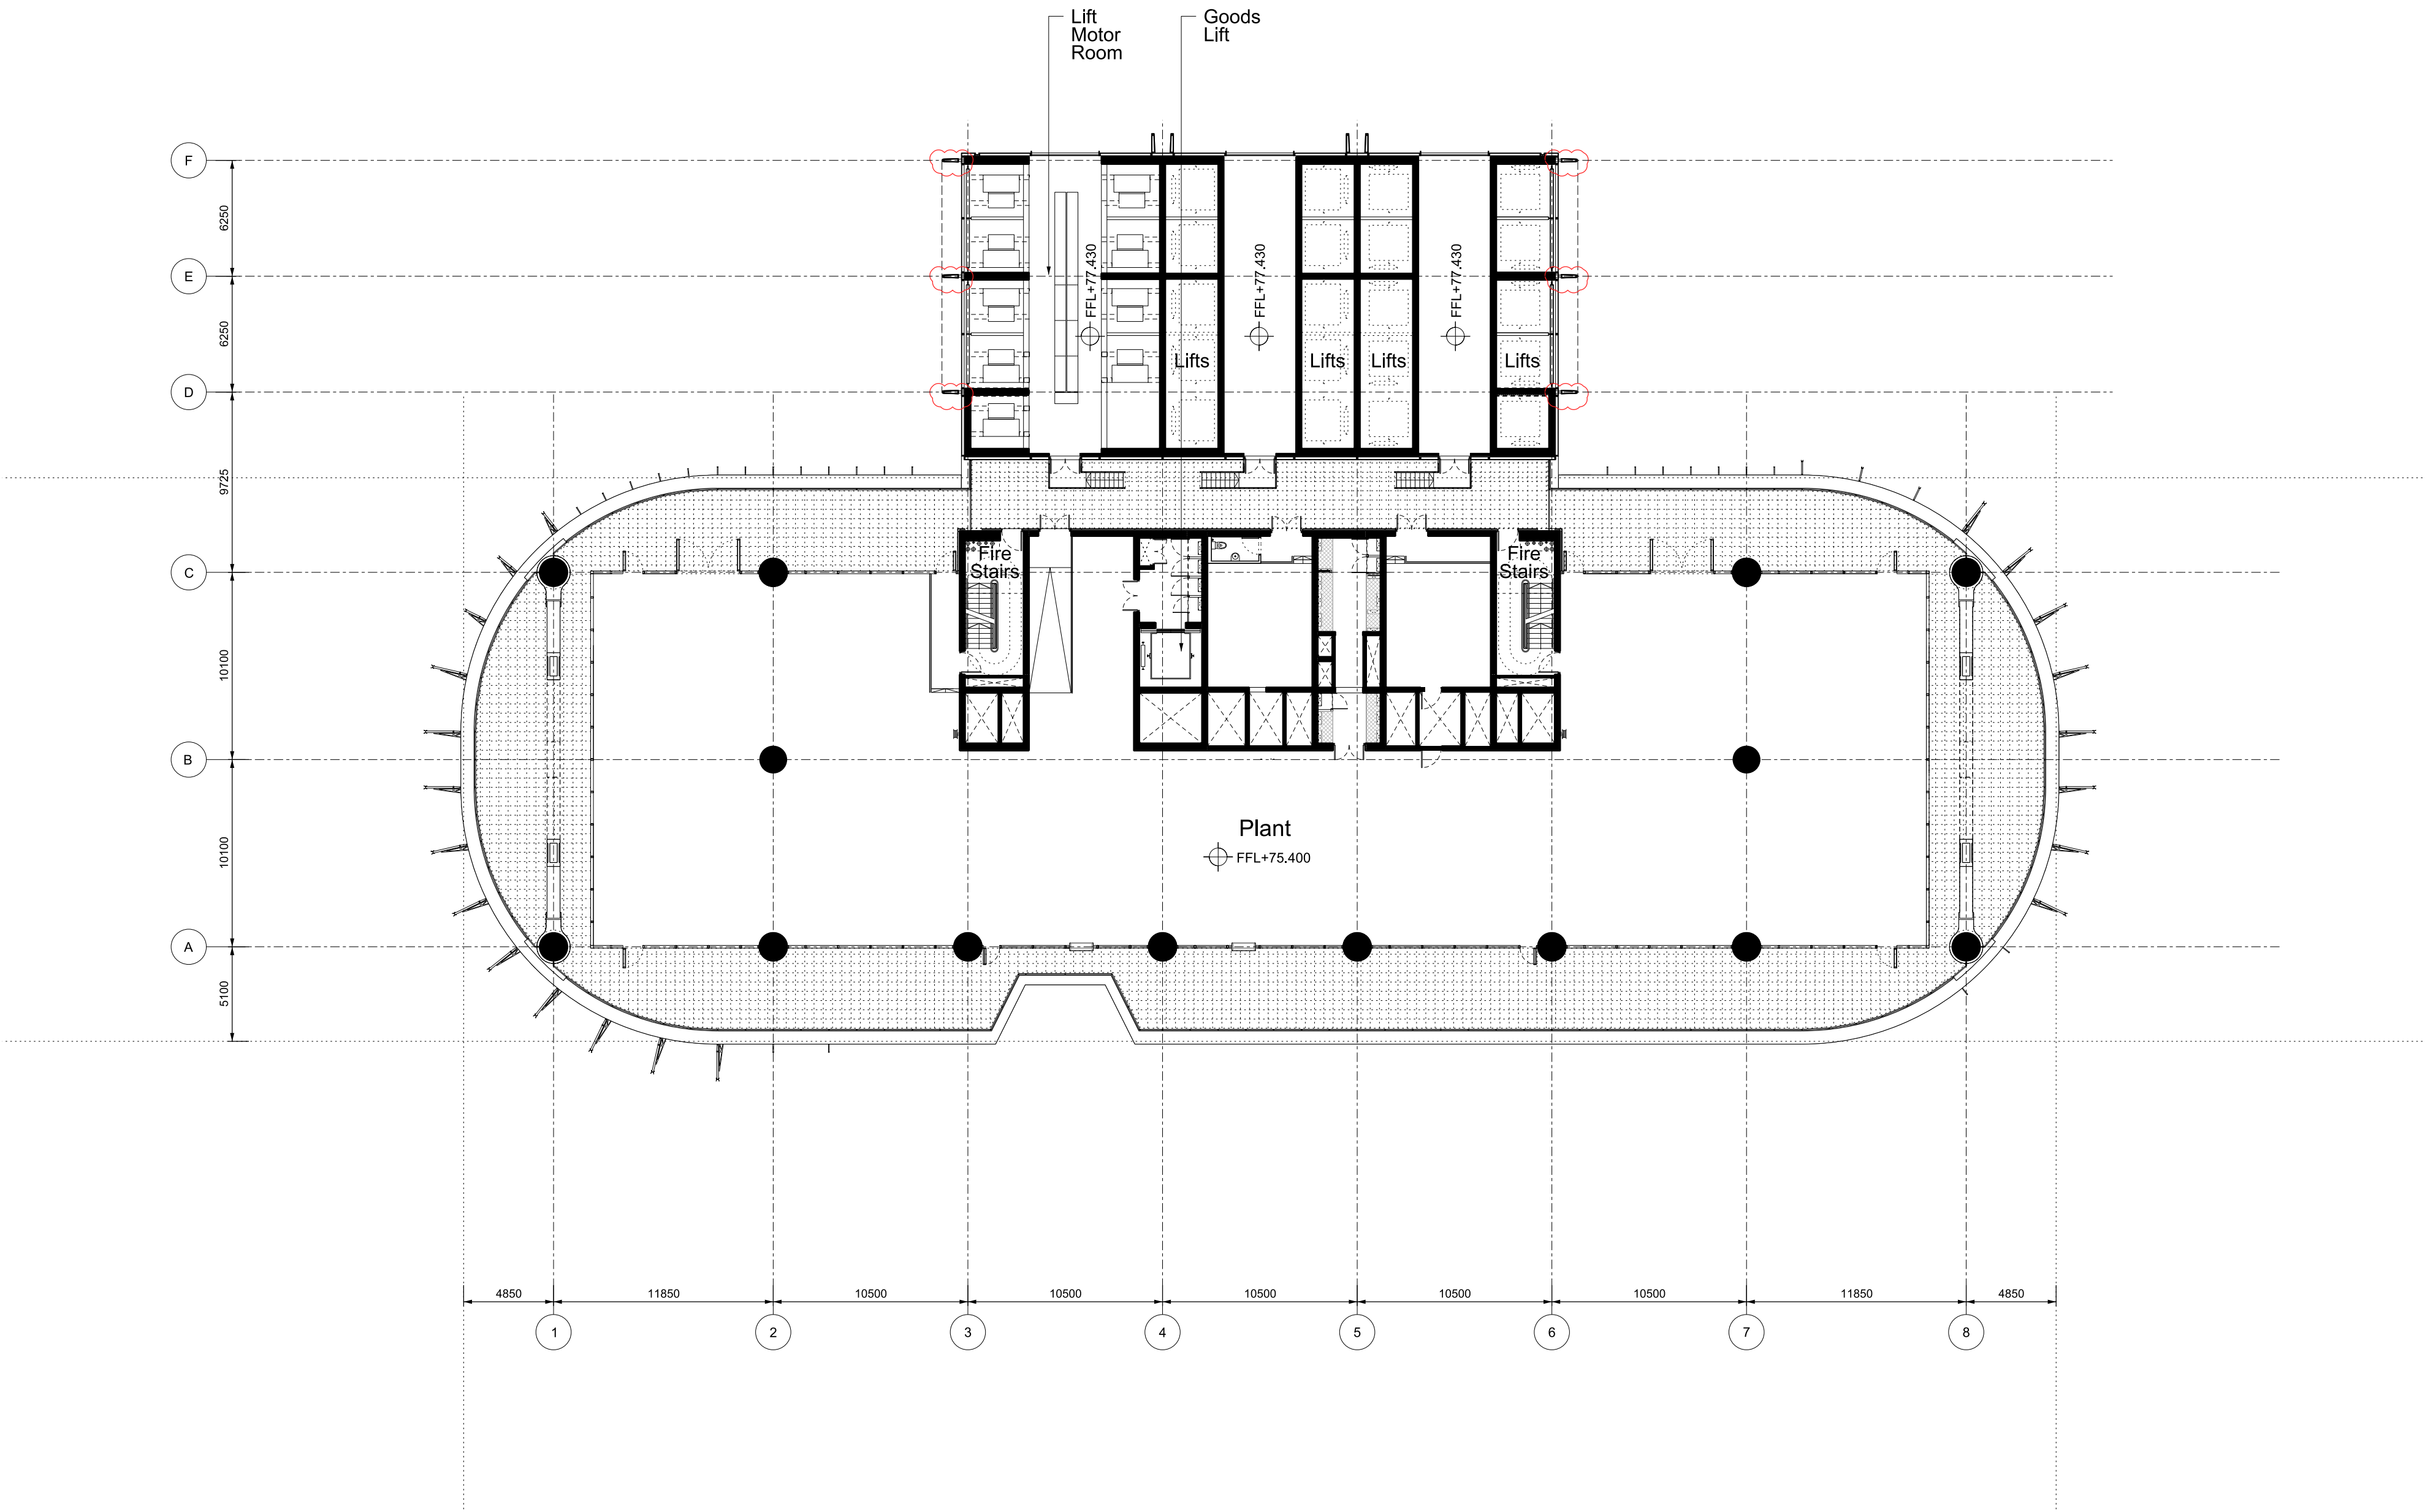 Lift
Motor
Room
Goods
Lift
F
6250
E
6250
D
9725
C
10100
B
10100
A
5100
FFL+77.430
FFL+77.430
FFL+77.430
Lifts
Lifts
Lifts
Lifts
Fire
Stairs
Fire
Stairs
Plant
FFL+75.400
4850
11850
10500
10500
10500
10500
10500
11850
4850
1
2
3
4
5
6
7
8